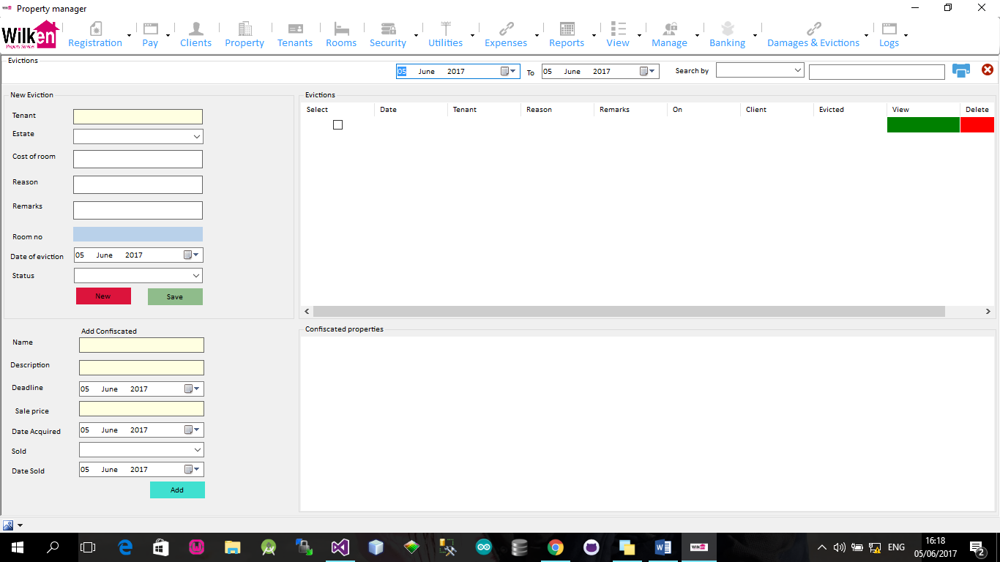 Property manager
Wilken
Property Services
Registration Pay Clients Property Tenants Rooms Security Utilities Expenses Reports View Manage Banking Damages & Evictions Logs
Evictions
05 June 2017 To 05 June 2017 Search by
New Eviction
Tenant
Estate
Cost of room
Reason
Remarks
Room no
Date of eviction 05 June 2017
Status
New Save
Evictions
Select Date Tenant Reason Remarks On Client Evicted View Delete
Add Confiscated
Name
Description
Deadline 05 June 2017
Sale price
Date Acquired 05 June 2017
Sold
Date Sold 05 June 2017
Add
Confiscated properties
ENG
16:18
05/06/2017
2